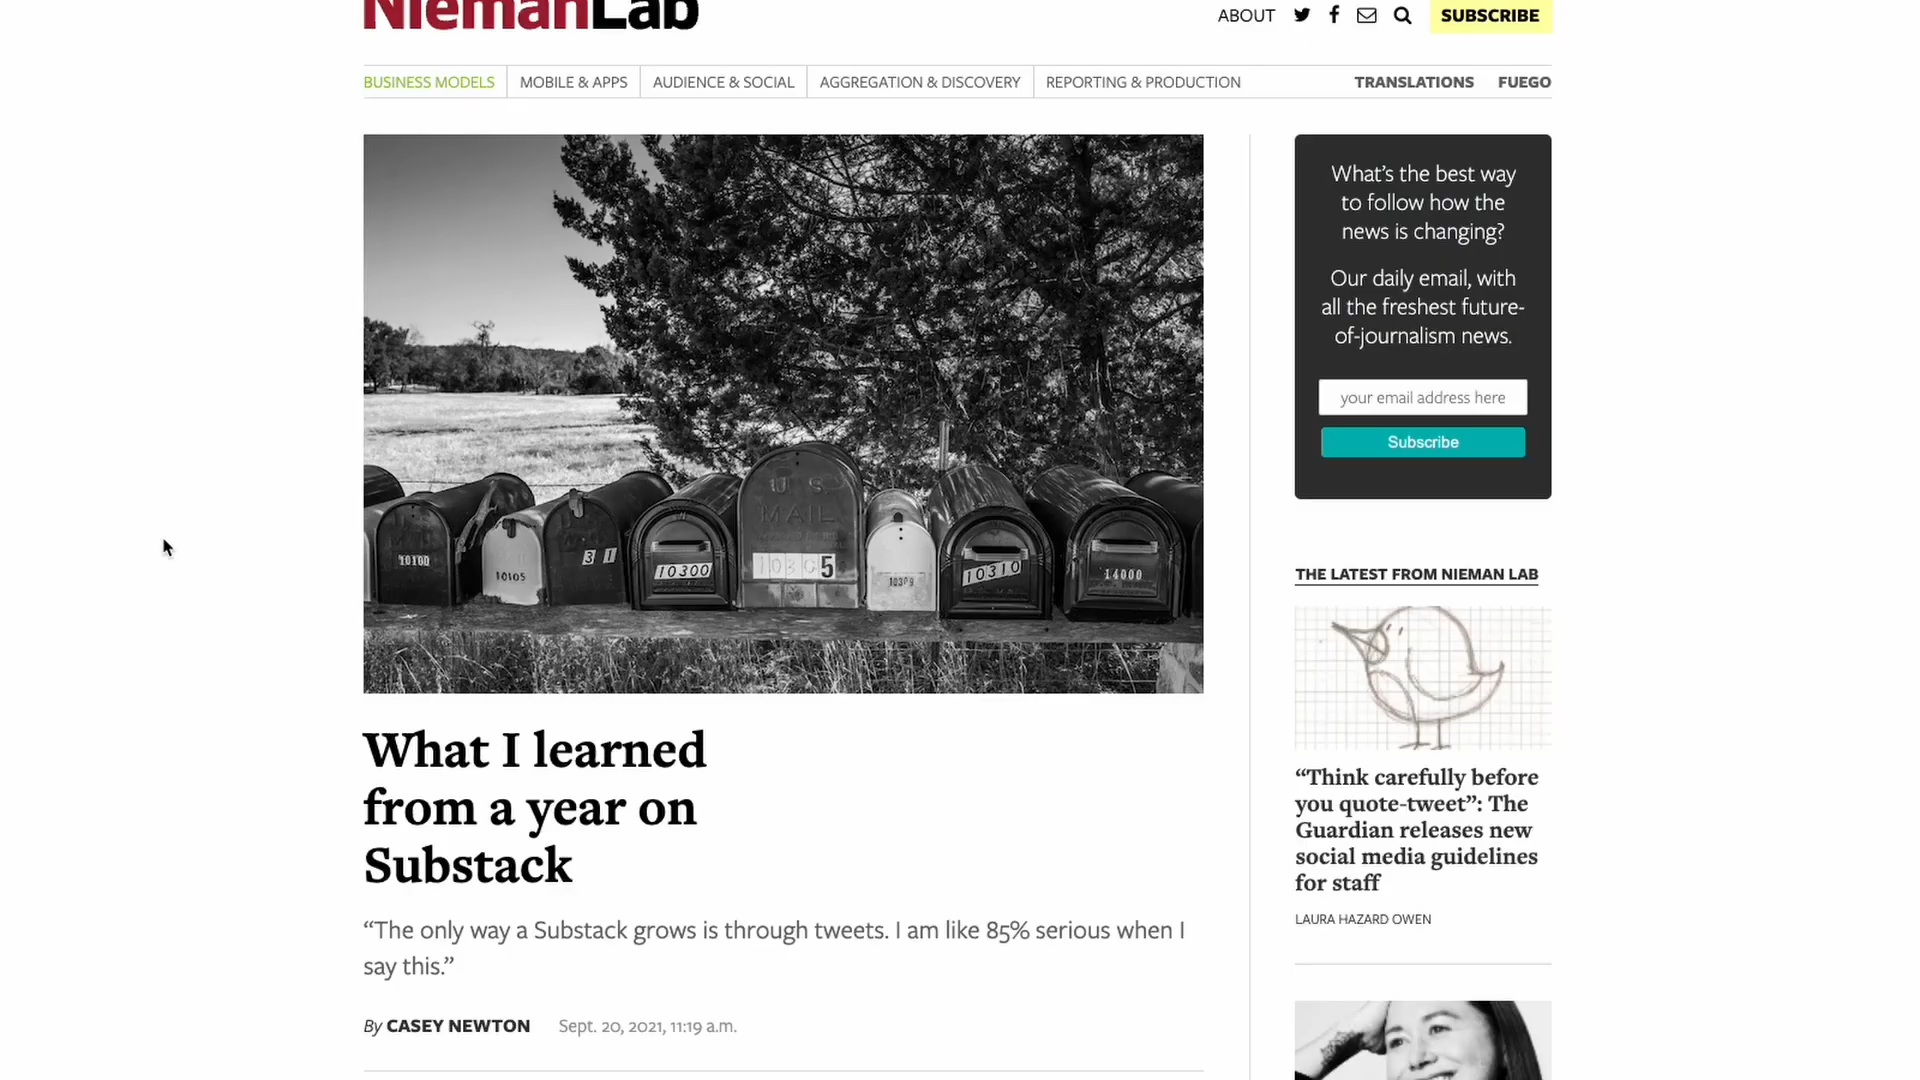 NiemanLab
ABOUT
SUBSCRIBE
BUSINESS MODELS
MOBILE & APPS
AUDIENCE & SOCIAL
AGGREGATION & DISCOVERY
REPORTING & PRODUCTION
TRANSLATIONS
FUEGO
10100
10105
31
10300
U.S.
MAIL
10305
10309
10310
14000
What I learned
from a year on
Substack
“The only way a Substack grows is through tweets. I am like 85% serious when I
say this.”
By CASEY NEWTON Sept. 20, 2021, 11:19 a.m.
What’s the best way
to follow how the
news is changing?
Our daily email, with
all the freshest future-
of-journalism news.
your email address here
Subscribe
THE LATEST FROM NIEMAN LAB
“Think carefully before
you quote-tweet”: The
Guardian releases new
social media guidelines
for staff
LAURA HAZARD OWEN